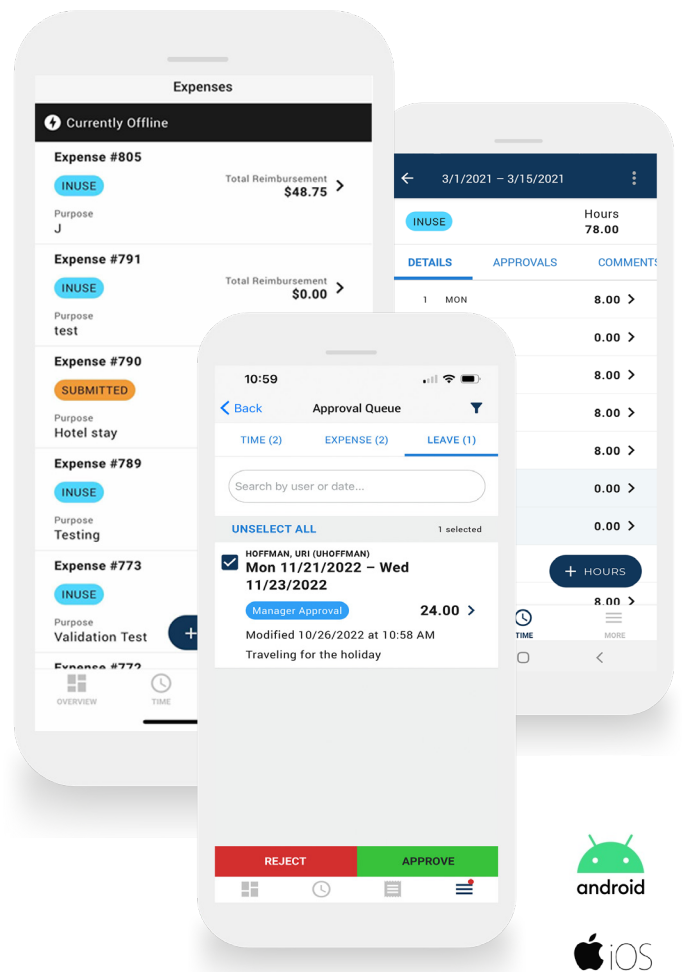 Expenses
Currently Offline
Expense #805
INUSE
Total Reimbursement
$48.75
Purpose
J
Expense #791
INUSE
Total Reimbursement
$0.00
Purpose
test
Expense #790
SUBMITTED
Purpose
Hotel stay
Expense #789
INUSE
Purpose
Testing
Expense #773
INUSE
Purpose
Validation Test
+
Expense #772
OVERVIEW
TIME
3/1/2021 – 3/15/2021
INUSE
Hours
78.00
DETAILS APPROVALS COMMENTS
1 MON 8.00
0.00
8.00
8.00
8.00
0.00
0.00
+ HOURS
8.00
TIME
MORE
10:59
Back
Approval Queue
TIME (2) EXPENSE (2) LEAVE (1)
Search by user or date...
UNSELECT ALL 1 selected
HOFFMAN, URI (UHOFFMAN)
Mon 11/21/2022 – Wed
11/23/2022
Manager Approval 24.00
Modified 10/26/2022 at 10:58 AM
Traveling for the holiday
REJECT APPROVE
android
iOS